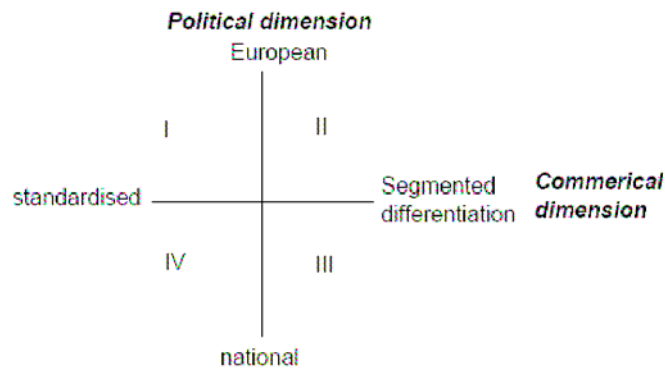 Political dimension
European
I II
standardised
Segmented
differentiation
Commerical
dimension
IV III
national